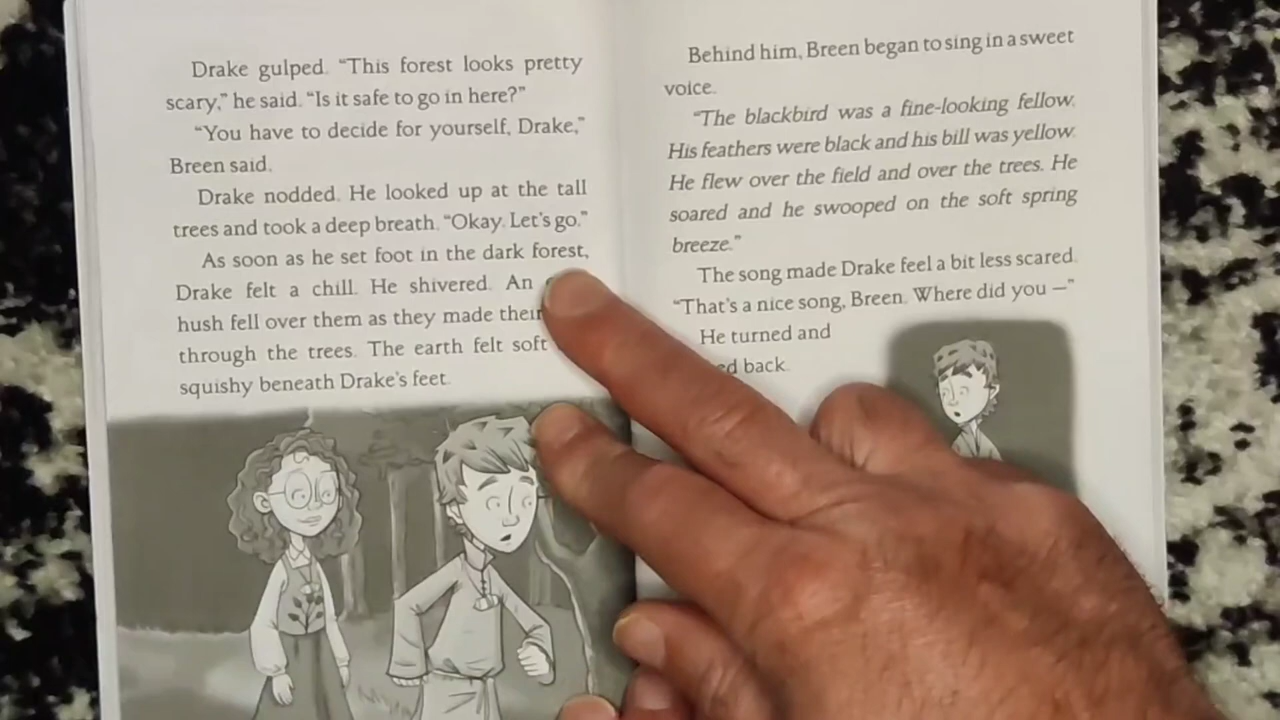 Drake gulped. “This forest looks pretty
scary,” he said. “Is it safe to go in here?”
“You have to decide for yourself, Drake,”
Breen said.
Drake nodded. He looked up at the tall
trees and took a deep breath. “Okay. Let’s go.”
As soon as he set foot in the dark forest,
Drake felt a chill. He shivered. An
hush fell over them as they made their
through the trees. The earth felt soft
squishy beneath Drake’s feet.
Behind him, Breen began to sing in a sweet
voice.
“The blackbird was a fine-looking fellow.
His feathers were black and his bill was yellow.
He flew over the field and over the trees. He
soared and he swooped on the soft spring
breeze.”
The song made Drake feel a bit less scared.
“That’s a nice song, Breen. Where did you —”
He turned and
back.